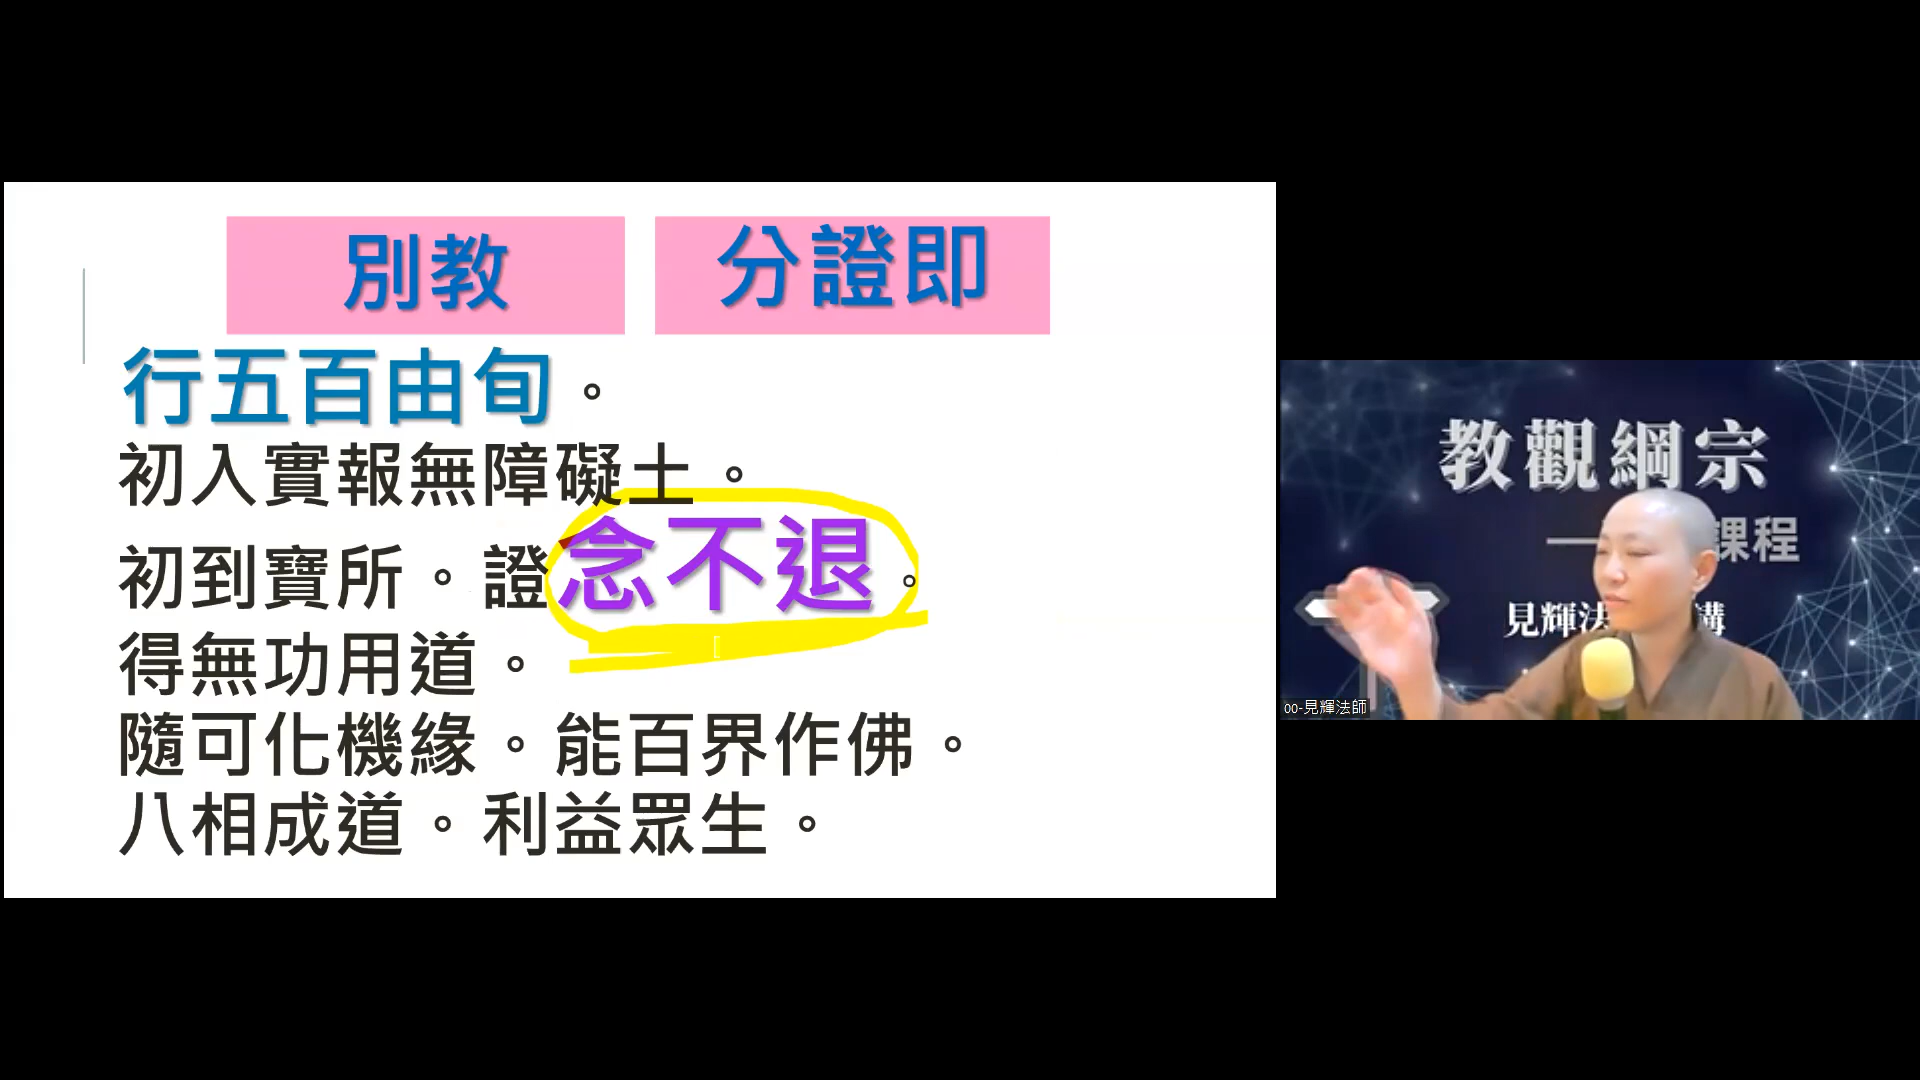 別教 分證即
行五百由旬。
初入實報無障礙土。
初到寶所。證念不退。
得無功用道。
隨可化機緣。能百界作佛。
八相成道。利益眾生。
教觀綱宗
課程
見輝法 講
00-見輝法師